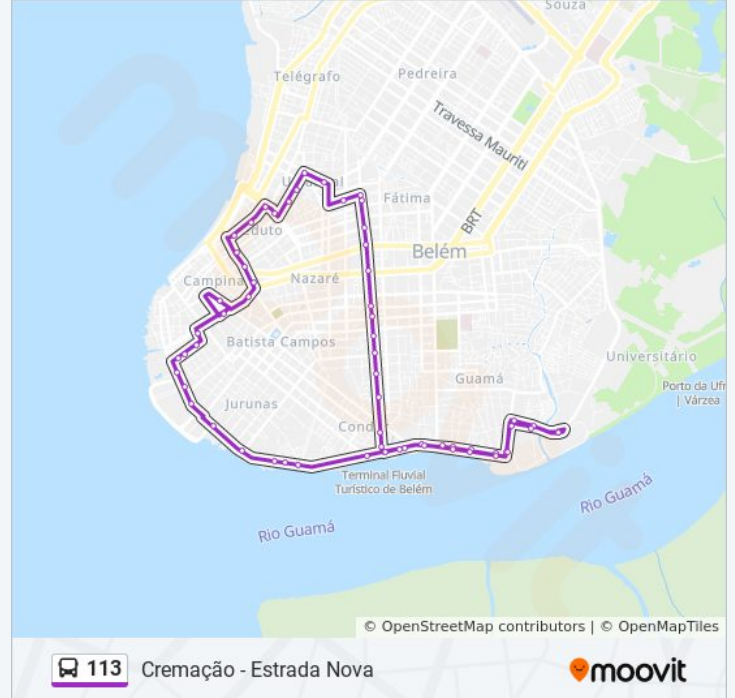 Souza
Telégrafo
Pedreira
Travessa Mauriti
Fátima
BRT
Belém
Campina
Nazaré
Batista Campos
Universitário
Guamá
Porto da Ufr
| Várzea
Jurunas
Terminal Fluvial
Turístico de Belém
Rio Guamá
Rio Guamá
© OpenStreetMap contributors | © OpenMapTiles
113 Cremação - Estrada Nova
moovit